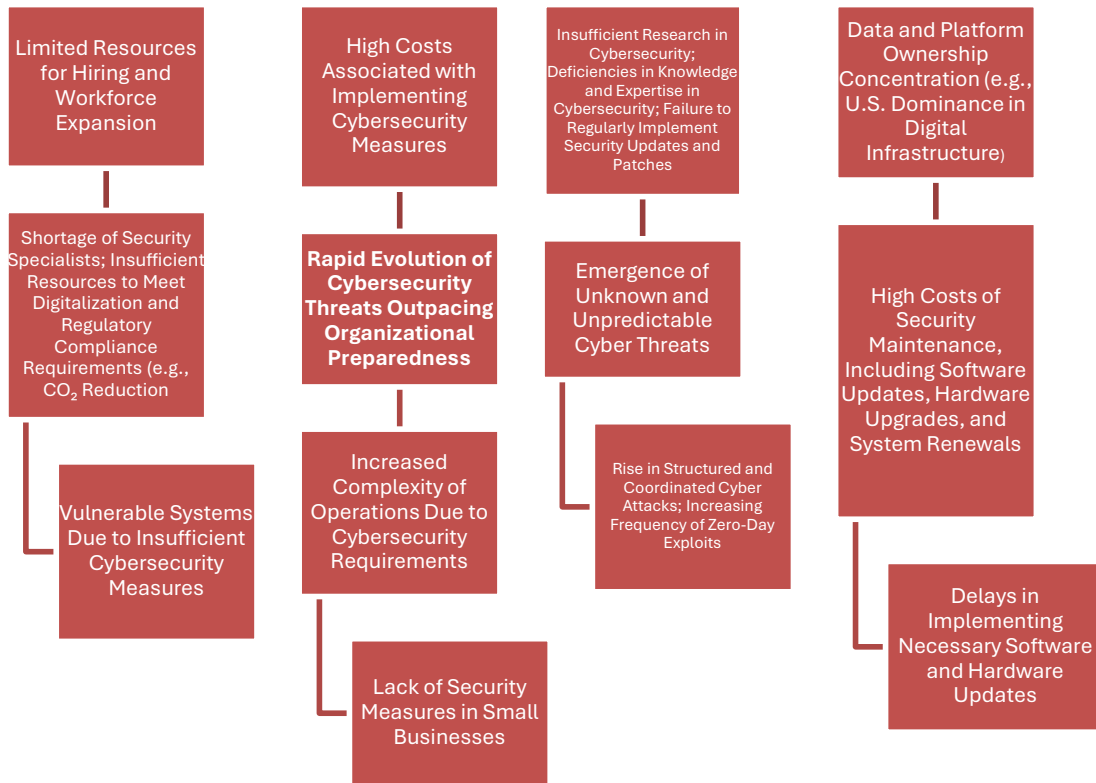 Limited Resources
for Hiring and
Workforce
Expansion
Shortage of Security
Specialists; Insufficient
Resources to Meet
Digitalization and
Regulatory
Compliance
Requirements (e.g.,
CO₂ Reduction
Vulnerable Systems
Due to Insufficient
Cybersecurity
Measures
High Costs
Associated with
Implementing
Cybersecurity
Measures
Rapid Evolution of
Cybersecurity
Threats Outpacing
Organizational
Preparedness
Increased
Complexity of
Operations Due to
Cybersecurity
Requirements
Lack of Security
Measures in Small
Businesses
Insufficient Research in
Cybersecurity;
Deficiencies in Knowledge
and Expertise in
Cybersecurity; Failure to
Regularly Implement
Security Updates and
Patches
Emergence of
Unknown and
Unpredictable
Cyber Threats
Rise in Structured and
Coordinated Cyber
Attacks; Increasing
Frequency of Zero-Day
Exploits
Data and Platform
Ownership
Concentration (e.g.,
U.S. Dominance in
Digital
Infrastructure)
High Costs of
Security
Maintenance,
Including Software
Updates, Hardware
Upgrades, and
System Renewals
Delays in
Implementing
Necessary Software
and Hardware
Updates